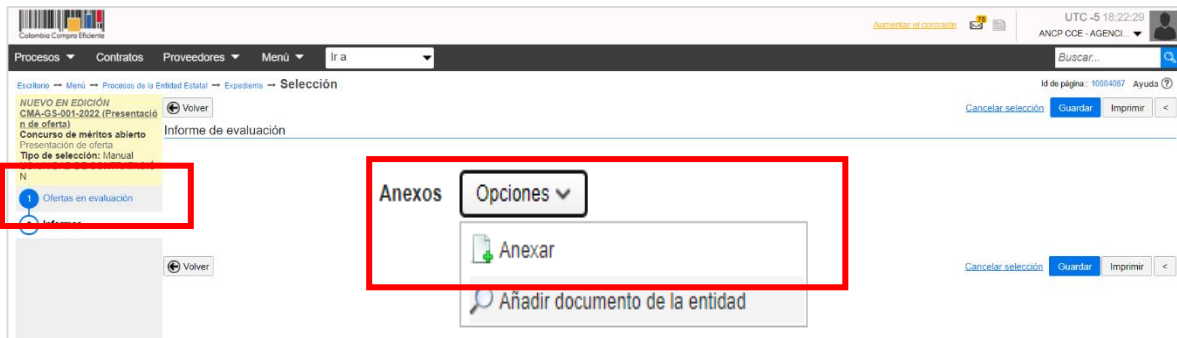 Colombia Compra Eficiente
Aumentar el contraste
78
UTC -5 18:22:29
ANCP CCE - AGENCI...
Procesos Contratos Proveedores Menú Ir a Buscar...
Escritorio → Menú → Procesos de la Entidad Estatal → Expediente → Selección
Id de página:: 10004087 Ayuda ?
NUEVO EN EDICIÓN
CMA-GS-001-2022 (Presentació
n de oferta)
Concurso de méritos abierto
Presentación de oferta
Tipo de selección: Manual
N
Volver
Cancelar selección Guardar Imprimir <
Informe de evaluación
1 Ofertas en evaluación
Anexos Opciones
Anexar
Añadir documento de la entidad
Volver
Cancelar selección Guardar Imprimir <